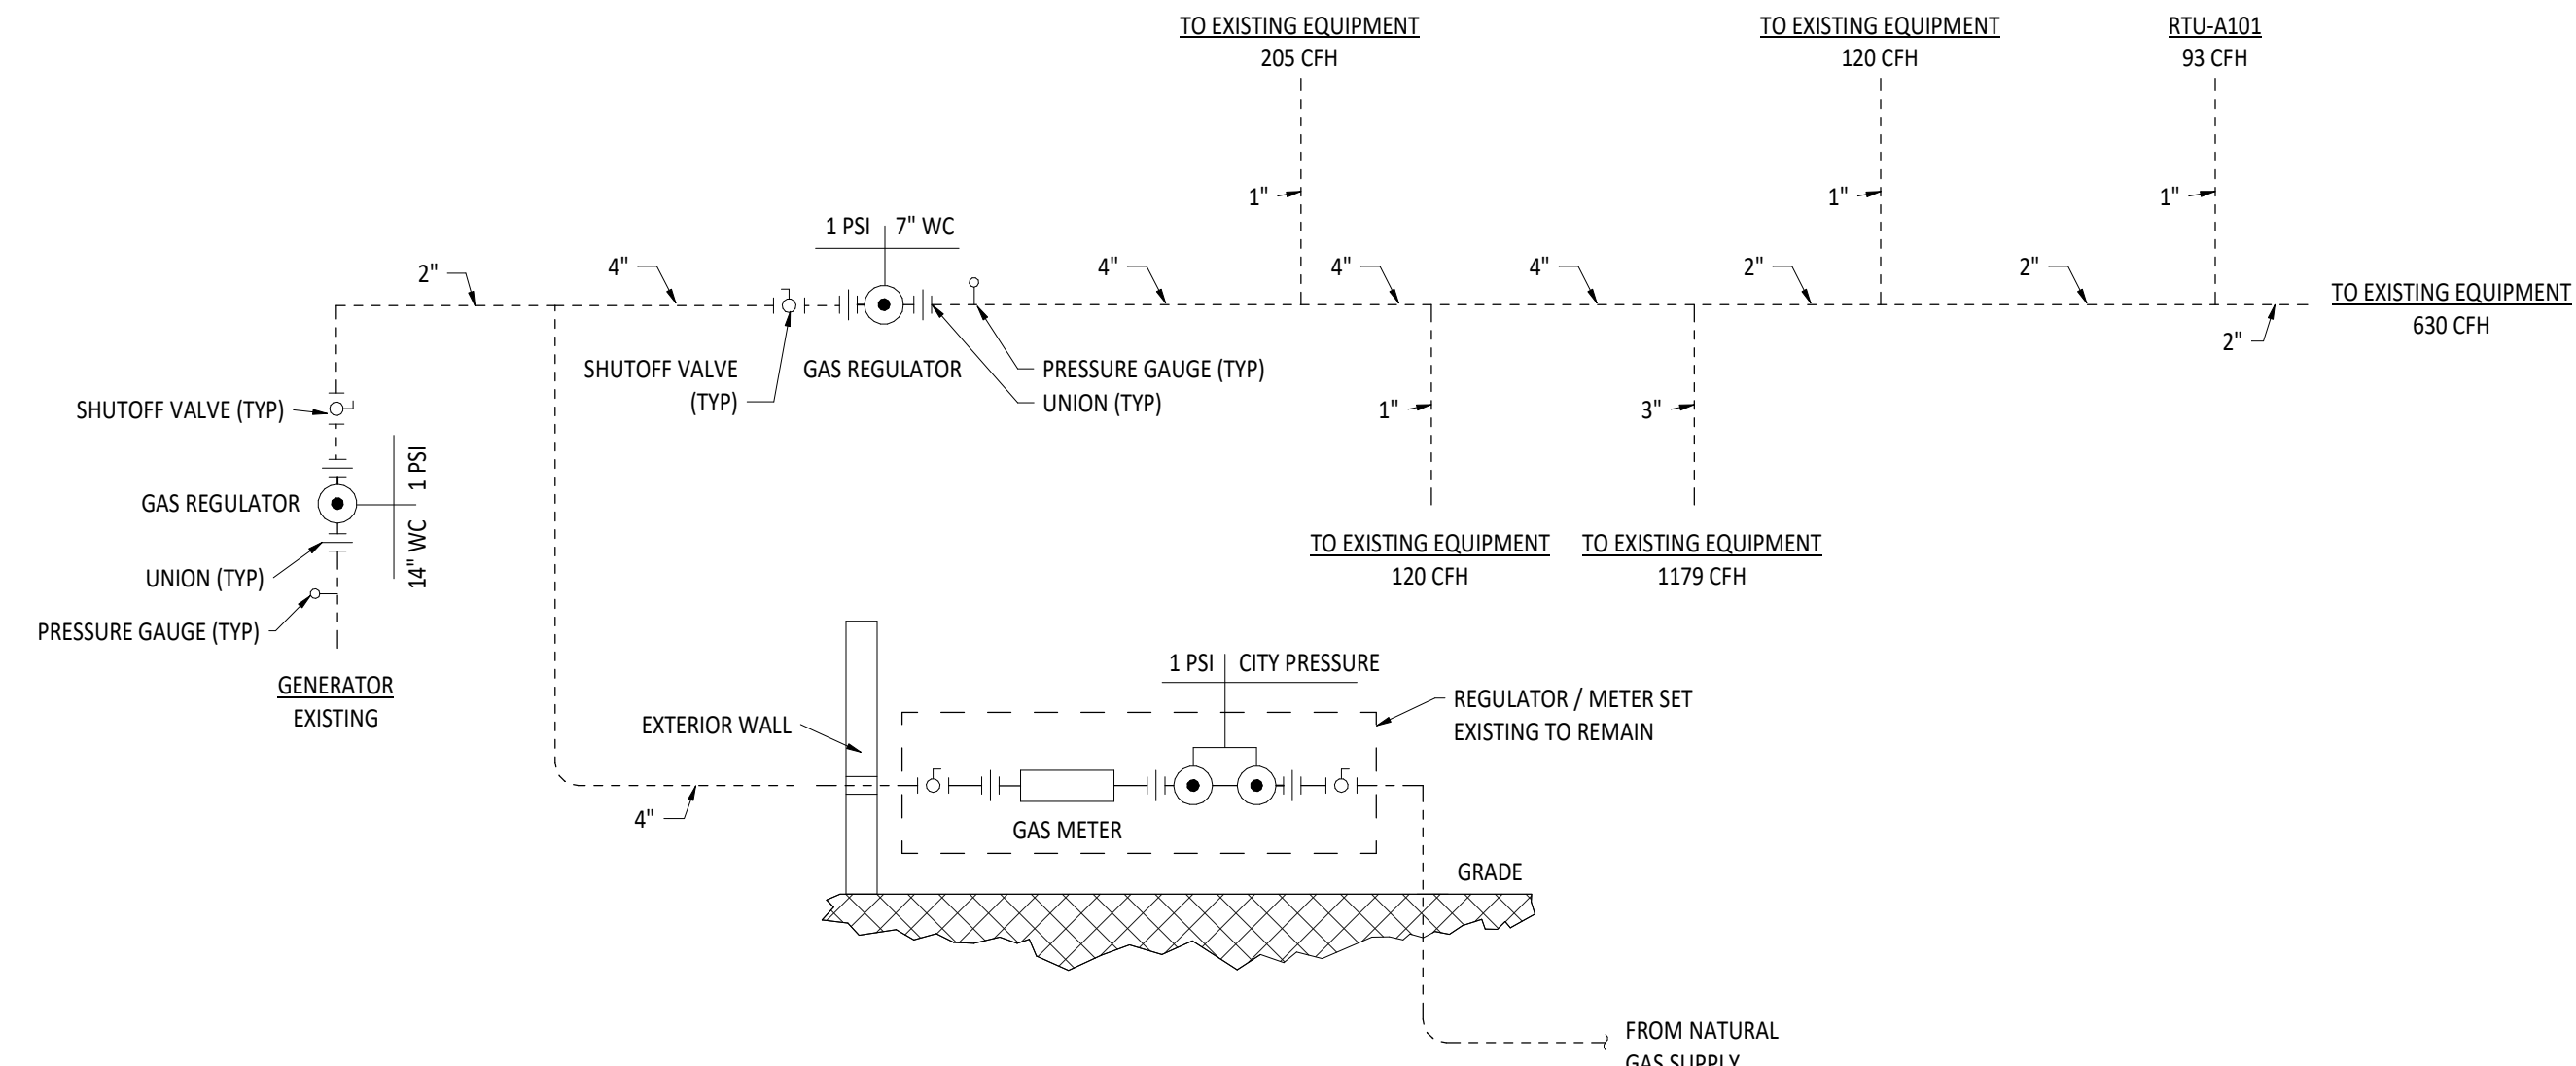 TO EXISTING EQUIPMENT
205 CFH
TO EXISTING EQUIPMENT
120 CFH
RTU-A101
93 CFH
1"
1"
1"
1 PSI
7" WC
2"
4"
4"
4"
4"
2"
2"
TO EXISTING EQUIPMENT
630 CFH
2"
SHUTOFF VALVE
(TYP)
GAS REGULATOR
PRESSURE GAUGE (TYP)
UNION (TYP)
SHUTOFF VALVE (TYP)
1"
3"
1 PSI
14" WC
GAS REGULATOR
UNION (TYP)
PRESSURE GAUGE (TYP)
GENERATOR
EXISTING
TO EXISTING EQUIPMENT
120 CFH
TO EXISTING EQUIPMENT
1179 CFH
1 PSI
CITY PRESSURE
REGULATOR / METER SET
EXISTING TO REMAIN
EXTERIOR WALL
4"
GAS METER
GRADE
FROM NATURAL
GAS SUPPLY